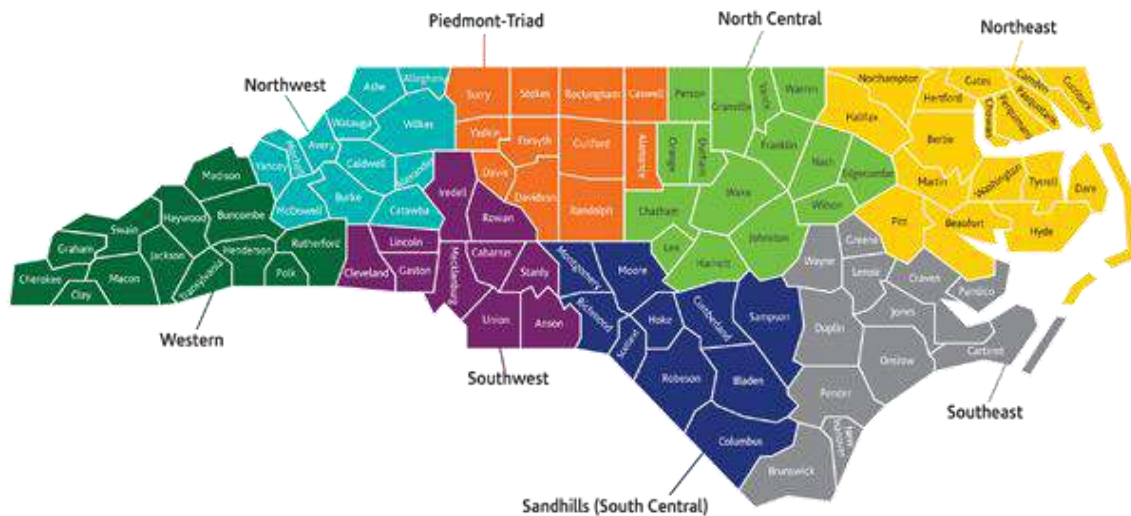 Piedmont-Triad
North Central
Northeast
Northwest
Western
Southwest
Southeast
Sandhills (South Central)
Ashe
Alleghany
Watauga
Wilkes
Avery
Mitchell
Yancey
Caldwell
Alexander
Burke
McDowell
Catawba
Surry
Stokes
Rockingham
Caswell
Yadkin
Forsyth
Guilford
Alamance
Davie
Davidson
Randolph
Person
Granville
Vance
Warren
Orange
Durham
Franklin
Nash
Edgecombe
Wake
Wilson
Chatham
Lee
Harnett
Johnston
Northampton
Gates
Camden
Currituck
Pasquotank
Perquimans
Chowan
Hertford
Halifax
Bertie
Martin
Washington
Tyrrell
Dare
Pitt
Beaufort
Hyde
Madison
Buncombe
Haywood
Swain
Graham
Cherokee
Clay
Macon
Jackson
Transylvania
Henderson
Polk
Rutherford
Iredell
Rowan
Lincoln
Cleveland
Gaston
Mecklenburg
Cabarrus
Stanly
Union
Anson
Montgomery
Moore
Richmond
Scotland
Hoke
Cumberland
Sampson
Robeson
Bladen
Columbus
Wayne
Greene
Lenoir
Craven
Pamlico
Jones
Duplin
Onslow
Carteret
Pender
New Hanover
Brunswick